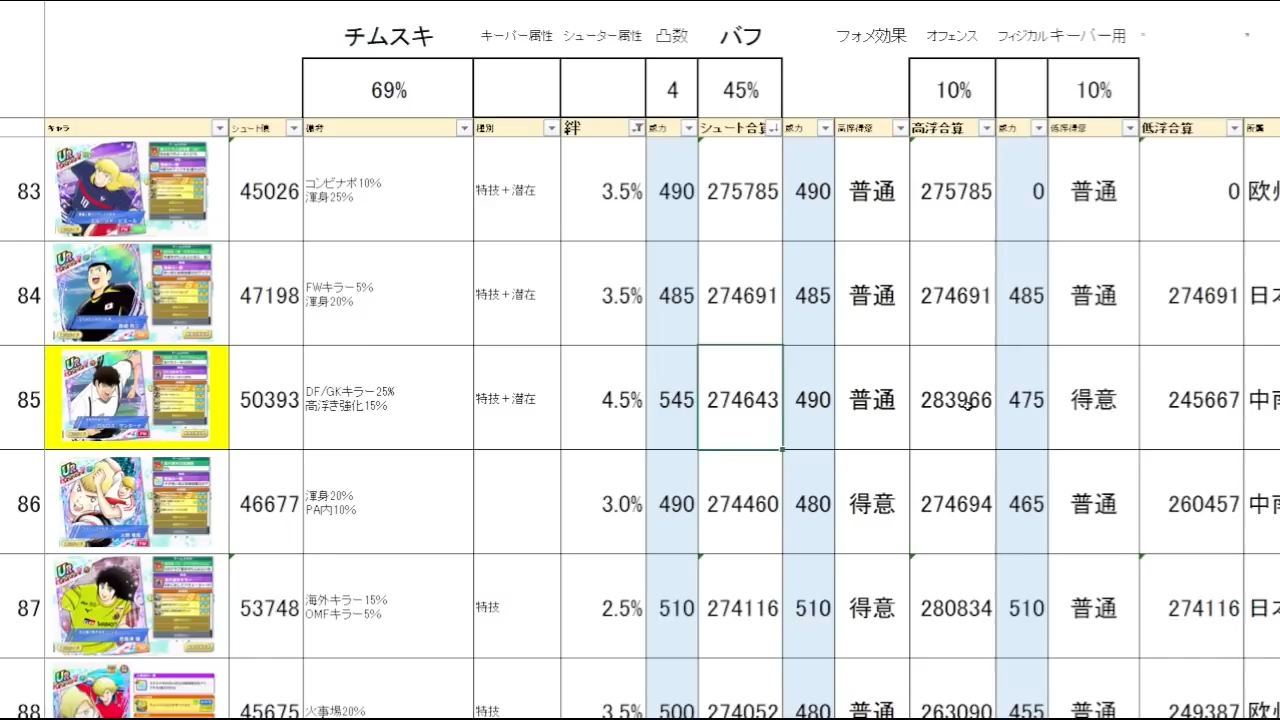 チムスキ キーパー属性 シューター属性 凸数 バフ フォメ効果 オフェンス フィジカル キーパー用
69% 4 45% 10% 10%
キャラ シュート値 種別 絆 威力 シュート合算 威力 高浮得意 高浮合算 威力 低浮得意 低浮合算 所属
83 45026 コンビナボ10% 特技+潜在 3.5% 490 275785 490 普通 275785 0 普通 0 欧州
渾身25%
84 47198 FWキラー5% 特技+潜在 3.5% 485 274691 485 普通 274691 485 普通 274691 日本
渾身20%
85 50393 DF/GKキラー25% 特技+潜在 4.5% 545 274643 490 普通 283966 475 得意 245667 中南
高浮き強化15%
86 46677 渾身20% 3.0% 490 274460 480 得意 274694 465 普通 260457 中南
PA内10%
87 53748 海外キラー15% 特技 2.5% 510 274116 510 得意 280834 510 普通 274116 日本
OMFキラー5%
88 45675 火事場20% 特技 3.5% 500 274052 480 普通 263090 455 普通 249387 欧州